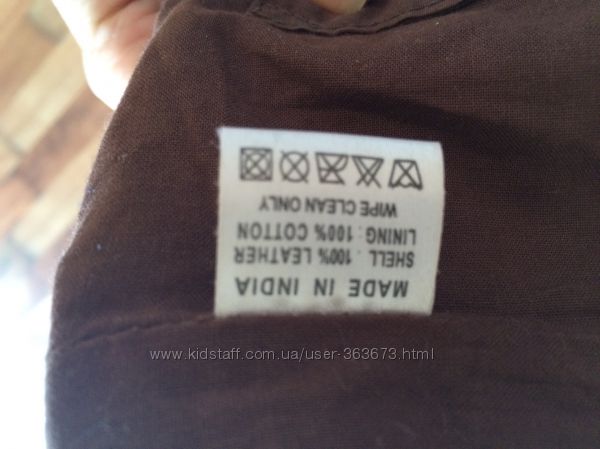 MADE IN INDIA
SHELL : 100% LEATHER
LINING : 100% COTTON
WIPE CLEAN ONLY
www.kidstaff.com.ua/user-363673.html